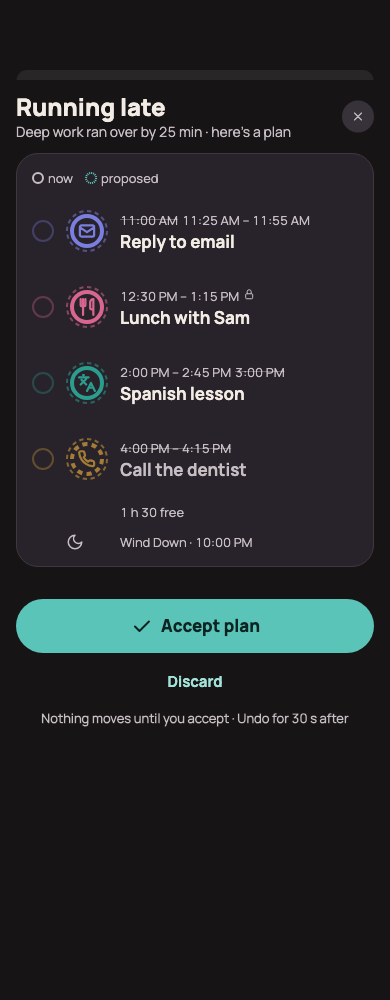 Running late
Deep work ran over by 25 min · here's a plan
now proposed
11:00 AM 11:25 AM – 11:55 AM
Reply to email
12:30 PM – 1:15 PM
Lunch with Sam
2:00 PM – 2:45 PM 3:00 PM
Spanish lesson
4:00 PM – 4:15 PM
Call the dentist
1 h 30 free
Wind Down · 10:00 PM
Accept plan
Discard
Nothing moves until you accept · Undo for 30 s after